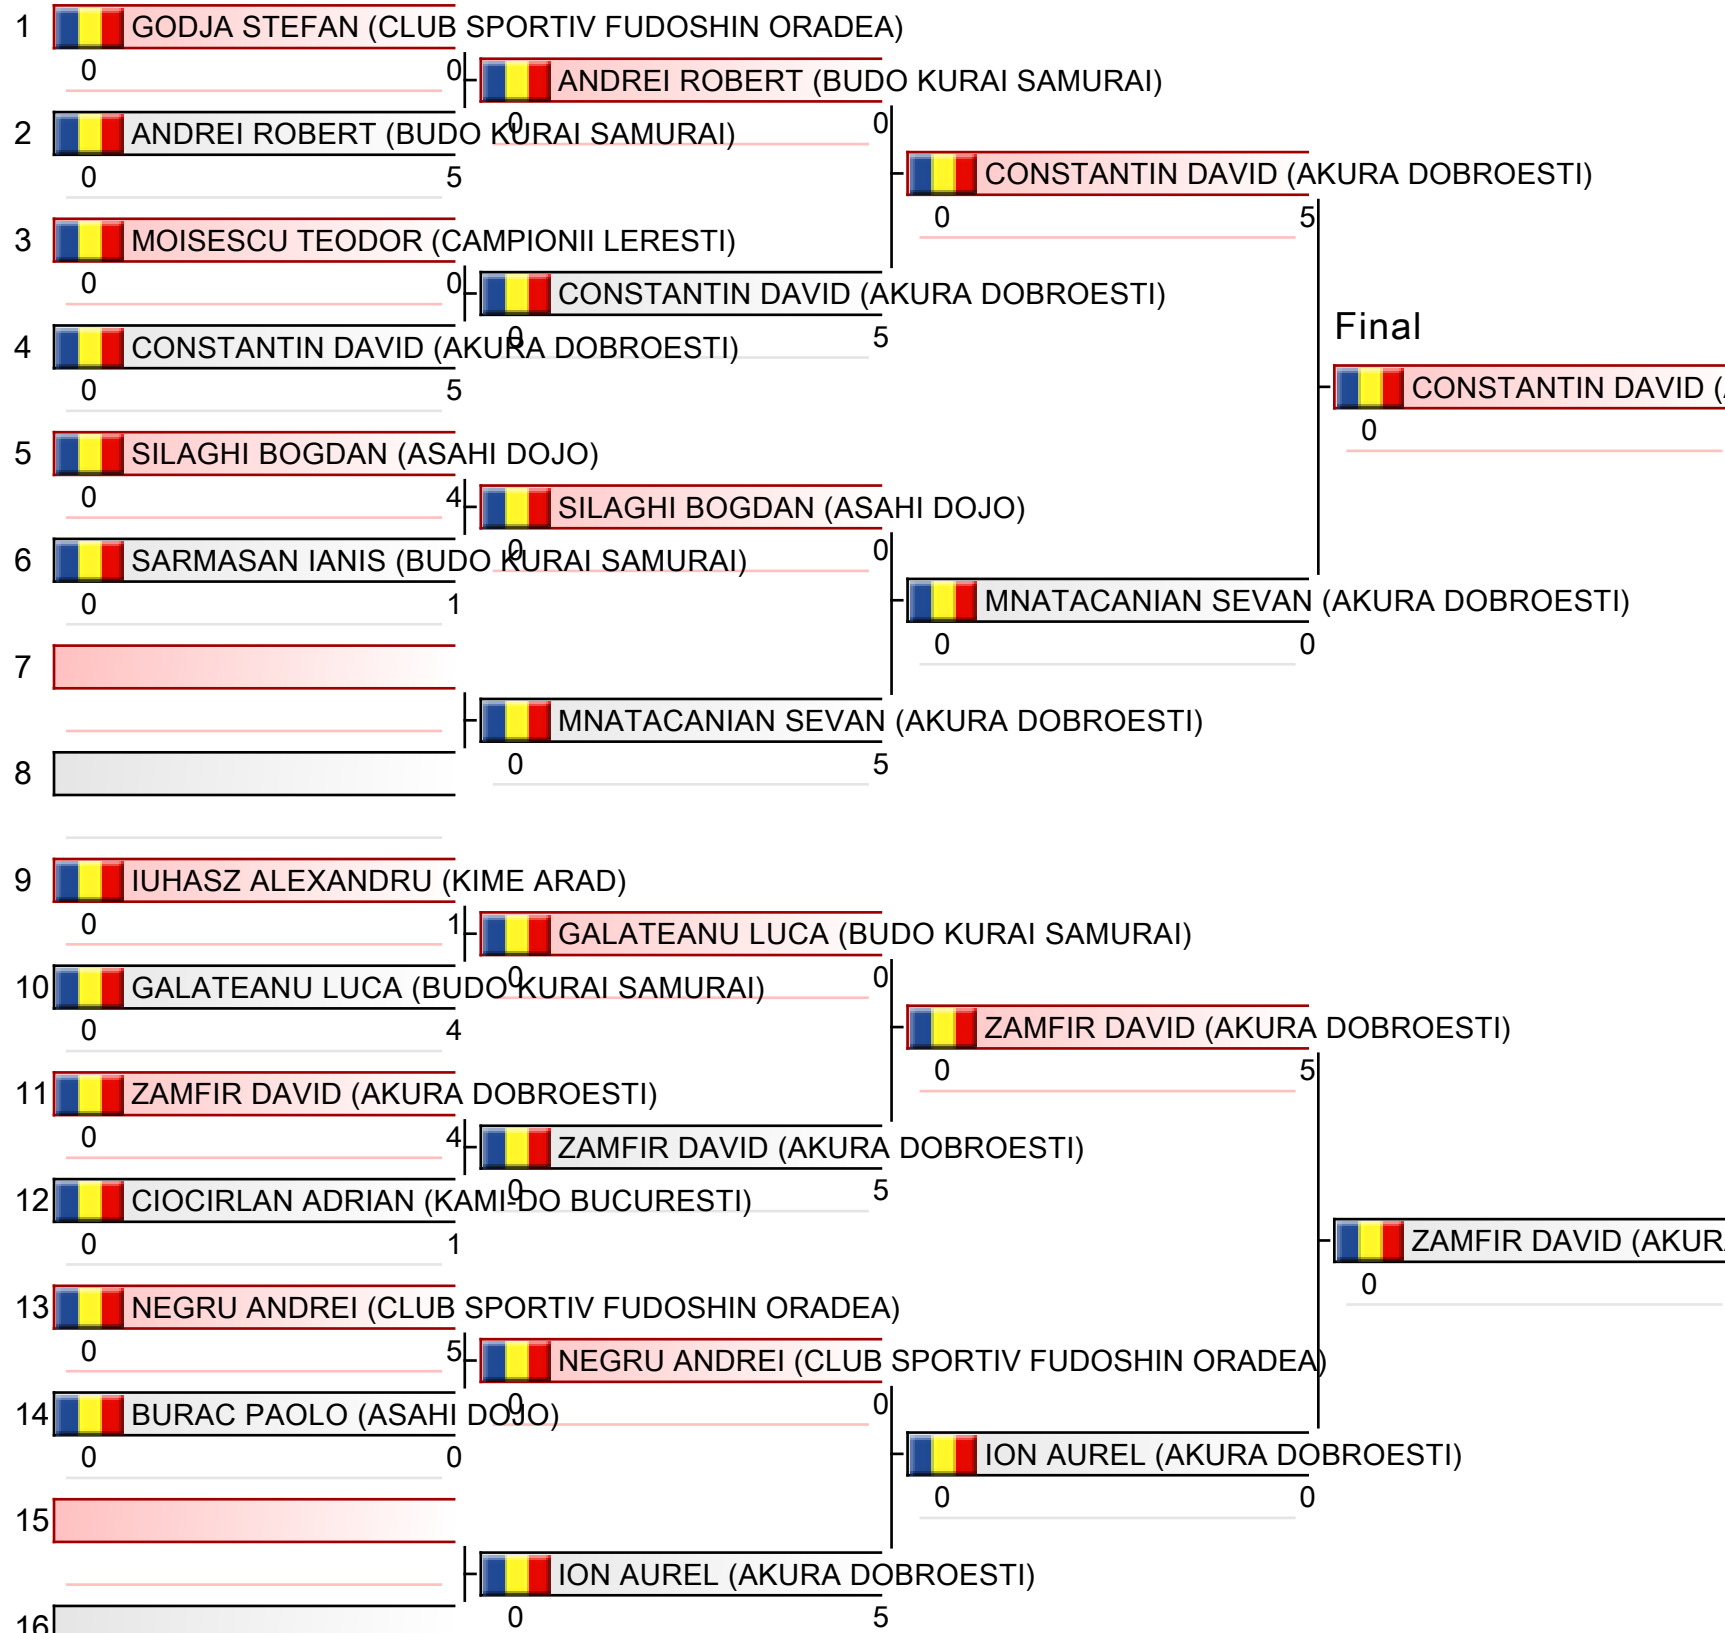 1 GODJA STEFAN (CLUB SPORTIV FUDOSHIN ORADEA)
0 0
ANDREI ROBERT (BUDO KURAI SAMURAI)
0 0
2 ANDREI ROBERT (BUDO KURAI SAMURAI)
0 5
CONSTANTIN DAVID (AKURA DOBROESTI)
0 5
3 MOISESCU TEODOR (CAMPIONII LERESTI)
0 0
CONSTANTIN DAVID (AKURA DOBROESTI)
0 5
4 CONSTANTIN DAVID (AKURA DOBROESTI)
0 5
Final
CONSTANTIN DAVID (
0
5 SILAGHI BOGDAN (ASAHI DOJO)
0 4
SILAGHI BOGDAN (ASAHI DOJO)
0 0
6 SARMASAN IANIS (BUDO KURAI SAMURAI)
0 1
MNATACANIAN SEVAN (AKURA DOBROESTI)
0 0
7
MNATACANIAN SEVAN (AKURA DOBROESTI)
0 5
8
9 IUHASZ ALEXANDRU (KIME ARAD)
0 1
GALATEANU LUCA (BUDO KURAI SAMURAI)
0 0
10 GALATEANU LUCA (BUDO KURAI SAMURAI)
0 4
ZAMFIR DAVID (AKURA DOBROESTI)
0 5
11 ZAMFIR DAVID (AKURA DOBROESTI)
0 4
ZAMFIR DAVID (AKURA DOBROESTI)
0 5
12 CIOCIRLAN ADRIAN (KAMI-DO BUCURESTI)
0 1
ZAMFIR DAVID (AKURA
0
13 NEGRU ANDREI (CLUB SPORTIV FUDOSHIN ORADEA)
0 5
NEGRU ANDREI (CLUB SPORTIV FUDOSHIN ORADEA)
0 0
14 BURAC PAOLO (ASAHI DOJO)
0 0
ION AUREL (AKURA DOBROESTI)
0 0
15
ION AUREL (AKURA DOBROESTI)
0 5
16